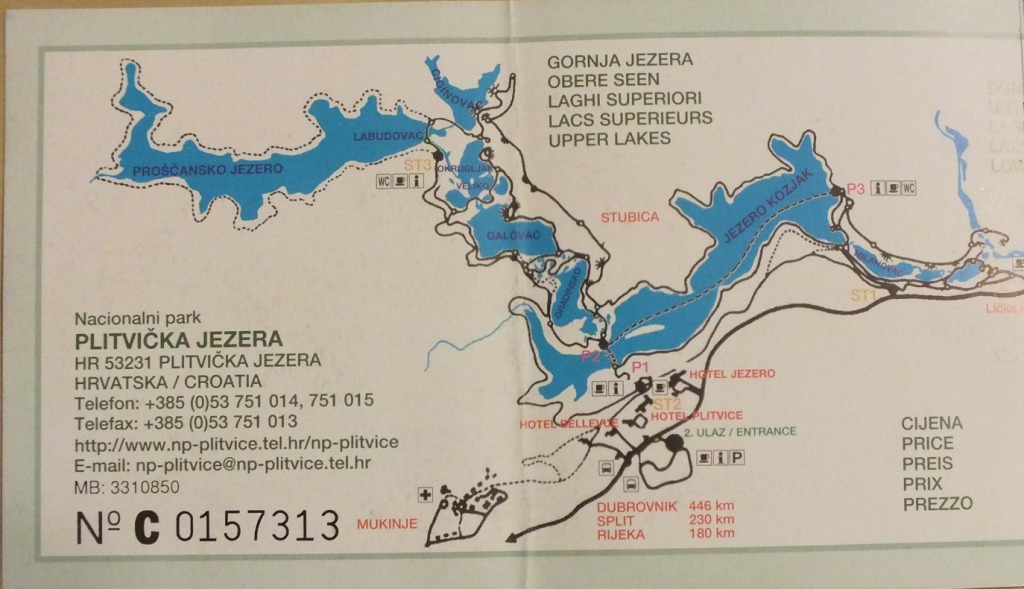 GORNJA JEZERA
OBERE SEEN
LAGHI SUPERIORI
LACS SUPERIEURS
UPPER LAKES
PROŠĆANSKO JEZERO
LABUDOVAC
CIGINOVAC
ST3
WC i
OKRUGLJAK
VELIKO
GALOVAC
GRADINSKO
STUBICA
JEZERO KOZJAK
P3
i WC
MILANOVAC
ST1
P2
P1
i
HOTEL JEZERO
ST2
HOTEL PLITVICE
HOTEL BELLEVUE
2. ULAZ / ENTRANCE
i P
MUKINJE
DUBROVNIK 446 km
SPLIT 230 km
RIJEKA 180 km
Nacionalni park
PLITVIČKA JEZERA
HR 53231 PLITVIČKA JEZERA
HRVATSKA / CROATIA
Telefon: +385 (0)53 751 014, 751 015
Telefax: +385 (0)53 751 013
http://www.np-plitvice.tel.hr/np-plitvice
E-mail: np-plitvice@np-plitvice.tel.hr
MB: 3310850
Nº C 0157313
CIJENA
PRICE
PREIS
PRIX
PREZZO